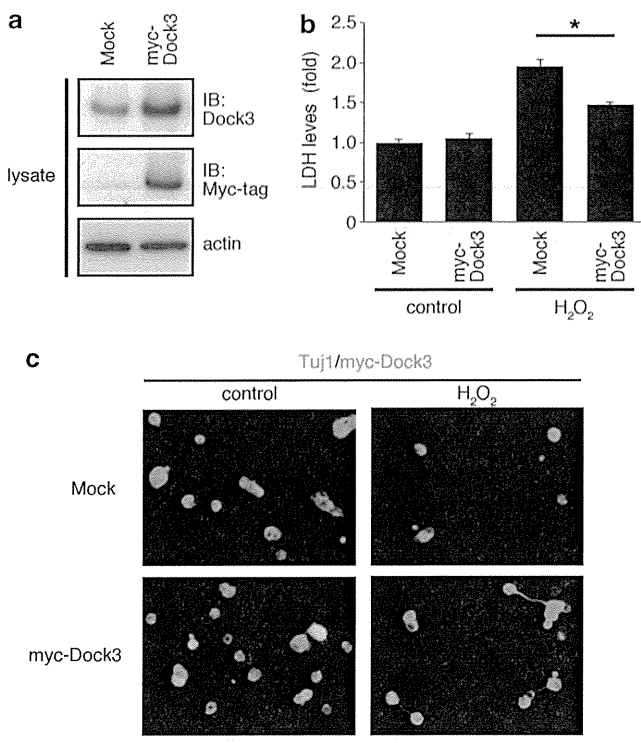 a
Mock
myc-
Dock3
IB:
Dock3
IB:
Myc-tag
actin
lysate
b
*
LDH leves (fold)
2.5
2.0
1.5
1.0
0.5
0
Mock
myc-
Dock3
Mock
myc-
Dock3
control
H₂O₂
c
Tuj1/myc-Dock3
control
H₂O₂
Mock
myc-Dock3